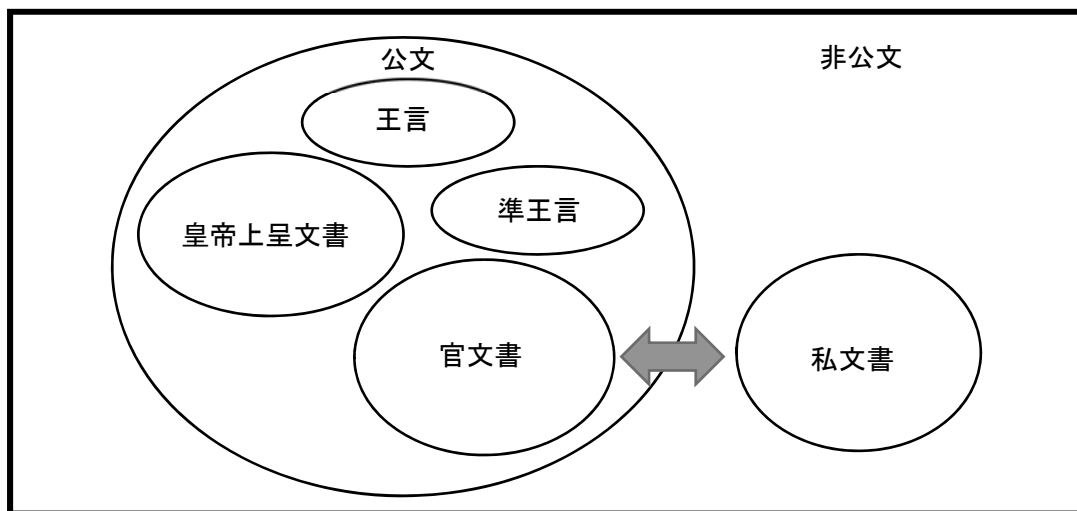 公文
非公文
王言
準王言
皇帝上呈文書
官文書
私文書